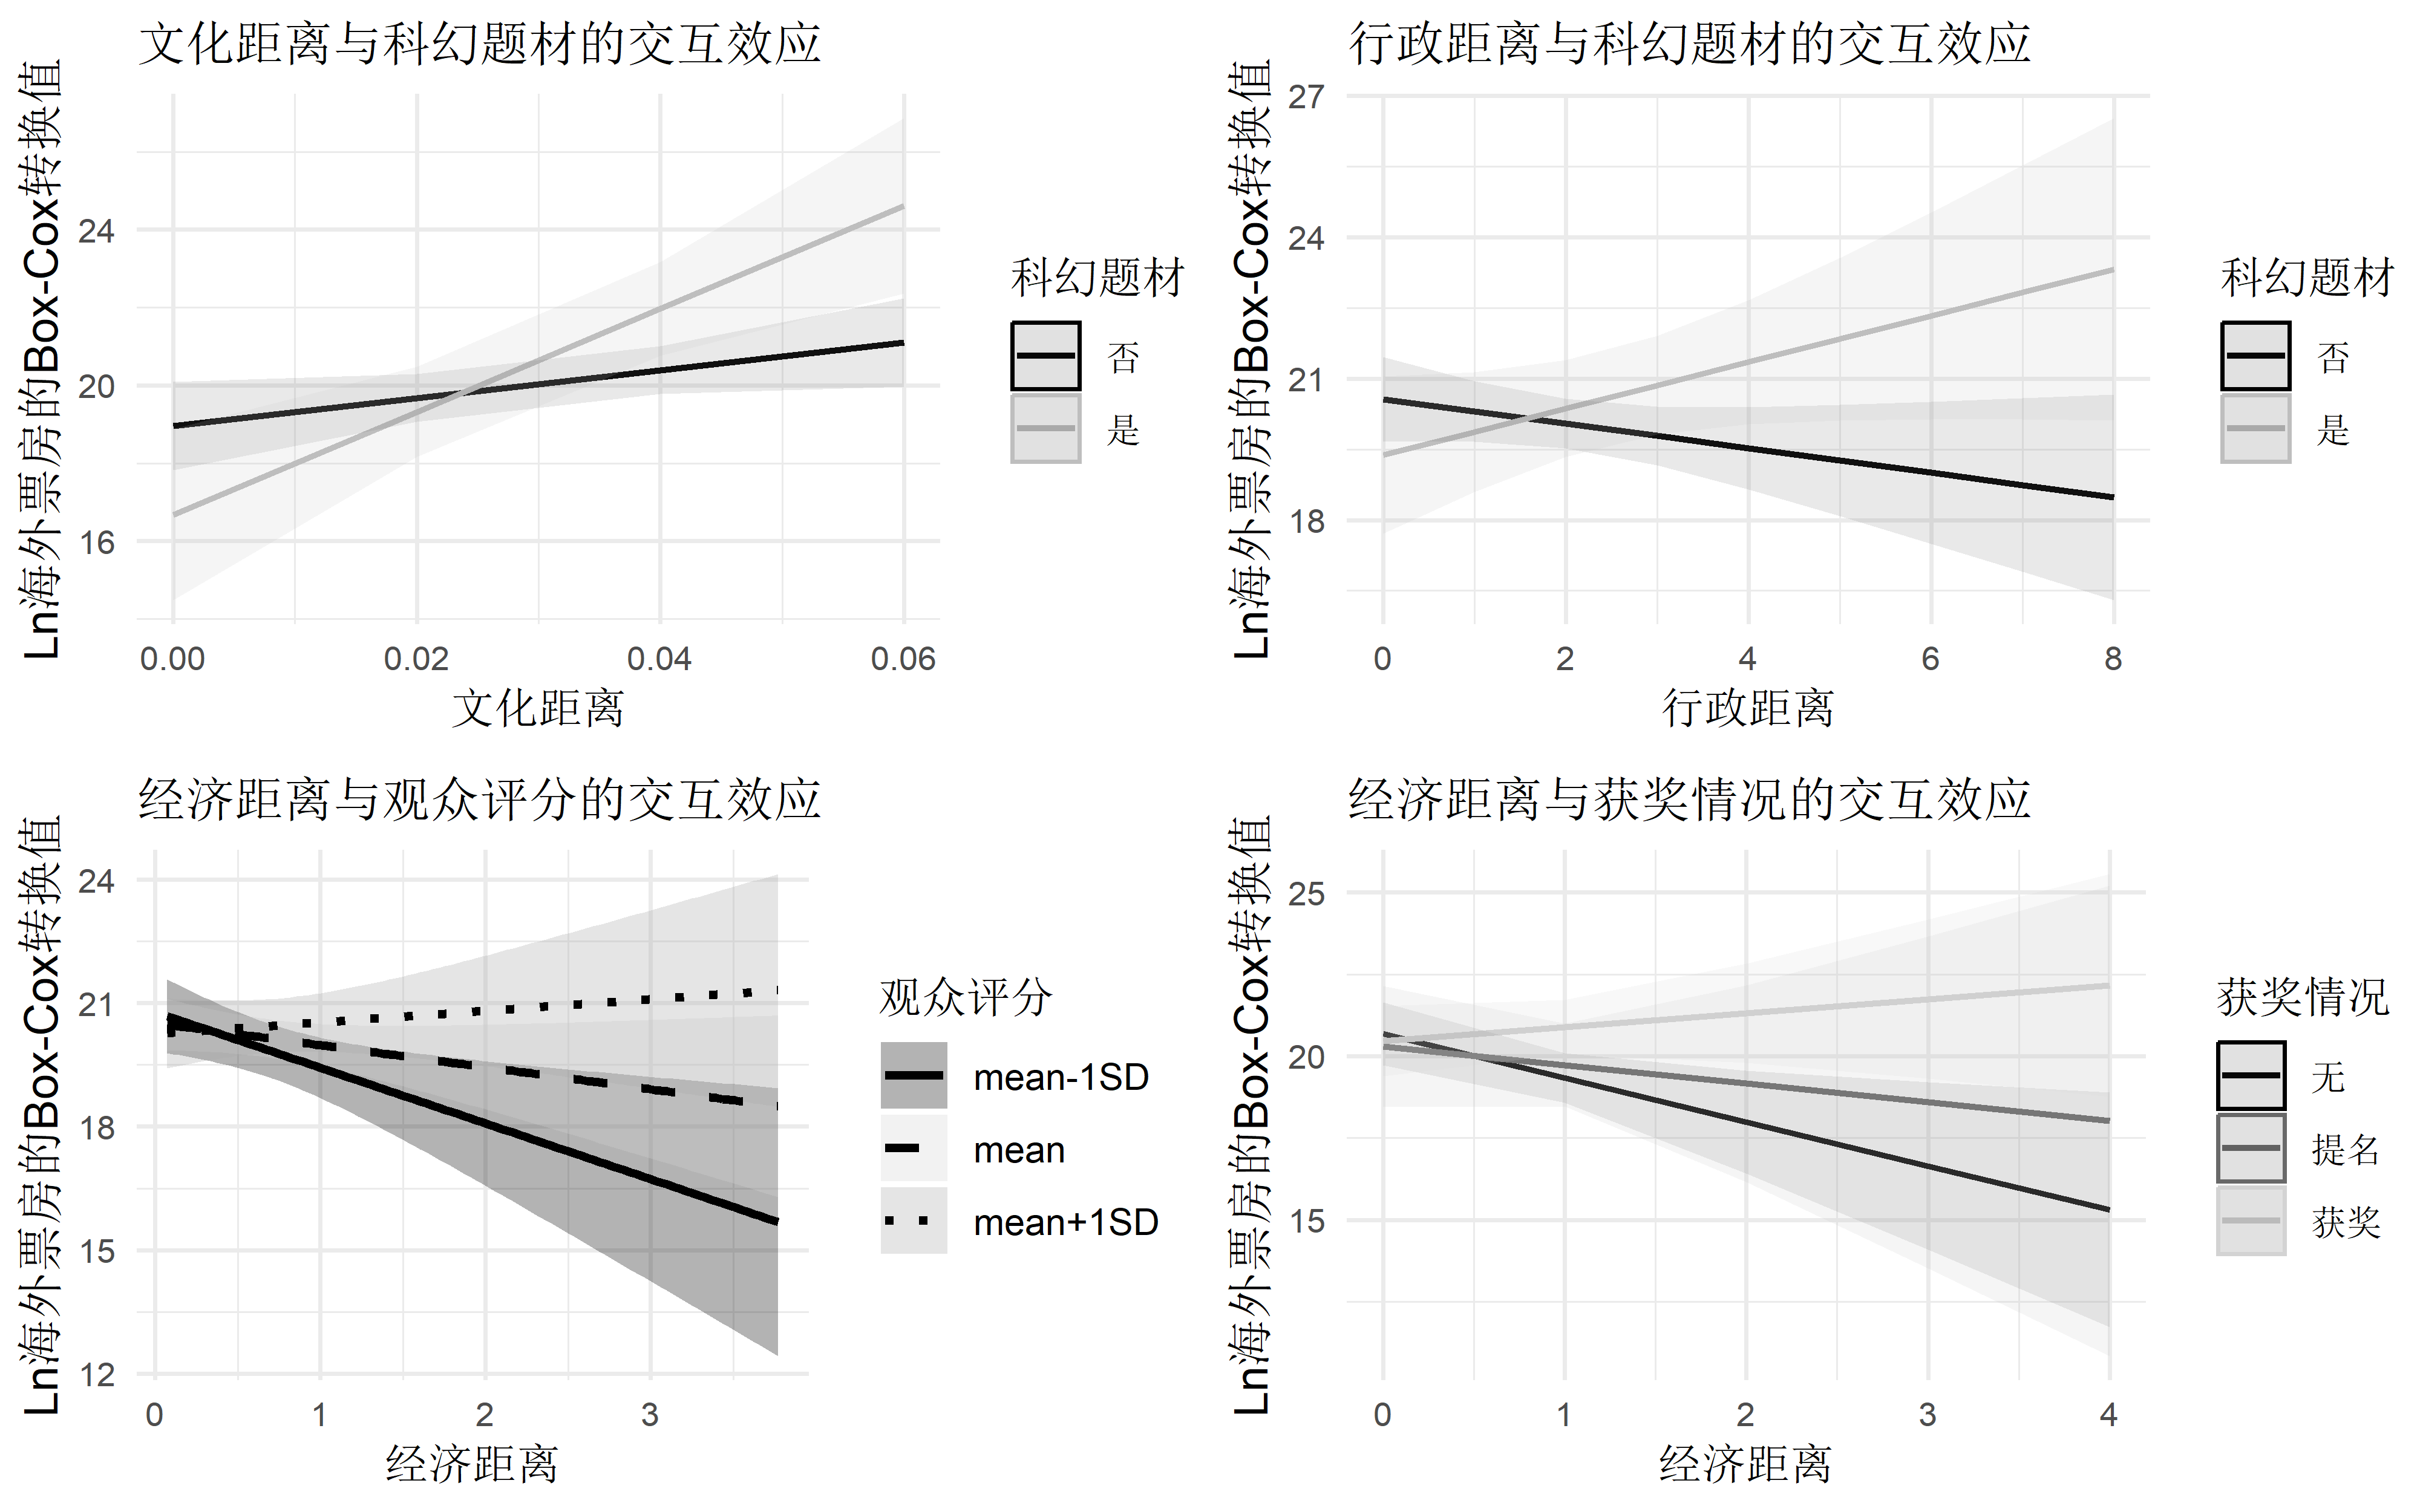 文化距离与科幻题材的交互效应
Ln海外票房的Box-Cox转换值
24
20
16
0.00 0.02 0.04 0.06
文化距离
科幻题材
否
是
行政距离与科幻题材的交互效应
Ln海外票房的Box-Cox转换值
27
24
21
18
0 2 4 6 8
行政距离
科幻题材
否
是
经济距离与观众评分的交互效应
Ln海外票房的Box-Cox转换值
24
21
18
15
12
0 1 2 3
经济距离
观众评分
mean-1SD
mean
mean+1SD
经济距离与获奖情况的交互效应
Ln海外票房的Box-Cox转换值
25
20
15
0 1 2 3 4
经济距离
获奖情况
无
提名
获奖